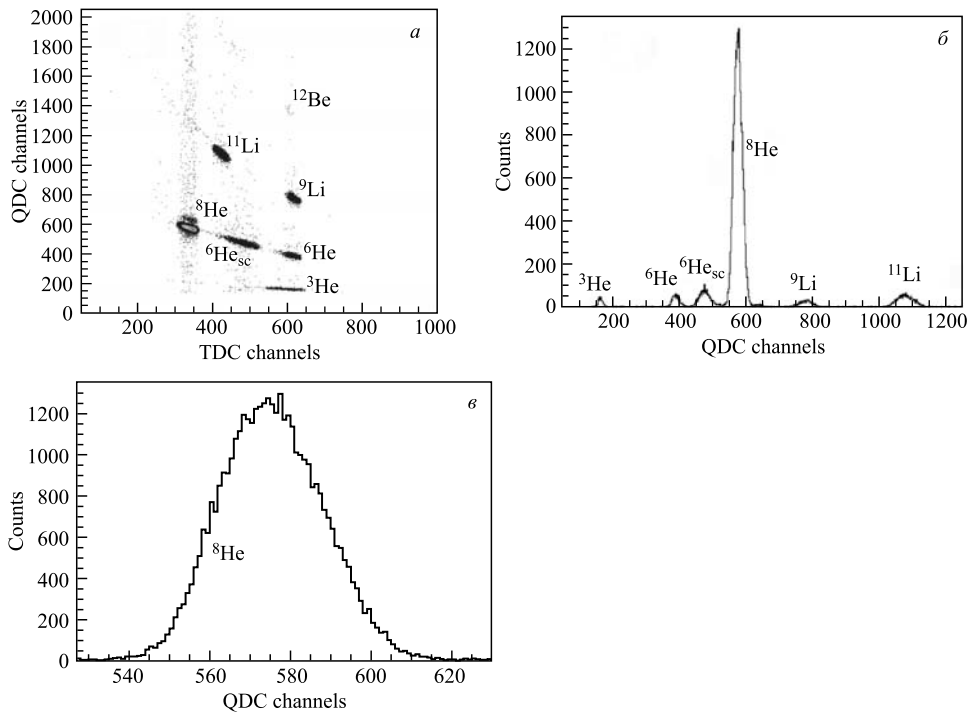 2000
1800
1600
1400
1200
1000
800
600
400
200
0
QDC channels
а
¹²Be
¹¹Li
⁹Li
⁸He
⁶Heₛc
⁶He
³He
200 400 600 800 1000
TDC channels
1200
1000
800
600
400
200
0
Counts
б
⁸He
³He
⁶He
⁶Heₛc
⁹Li
¹¹Li
200 400 600 800 1000 1200
QDC channels
1200
1000
800
600
400
200
0
Counts
в
⁸He
540 560 580 600 620
QDC channels